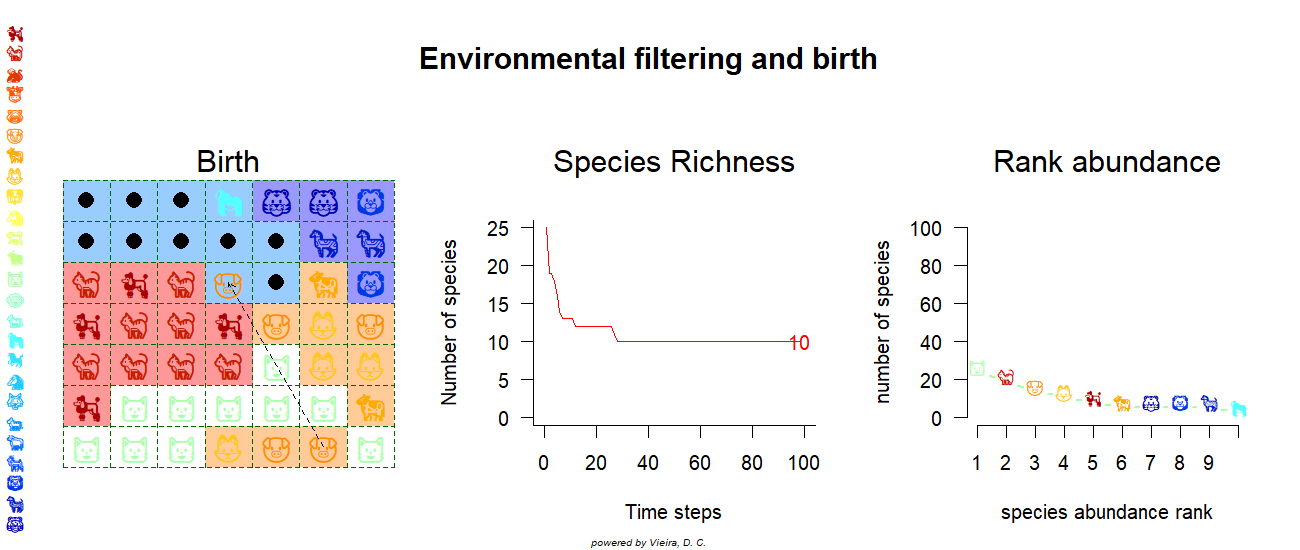 Environmental filtering and birth
Birth
Species Richness
Rank abundance
Number of species
25
20
15
10
5
0
10
0 20 40 60 80 100
Time steps
number of species
100
80
60
40
20
0
1 2 3 4 5 6 7 8 9
species abundance rank
powered by Vieira, D. C.